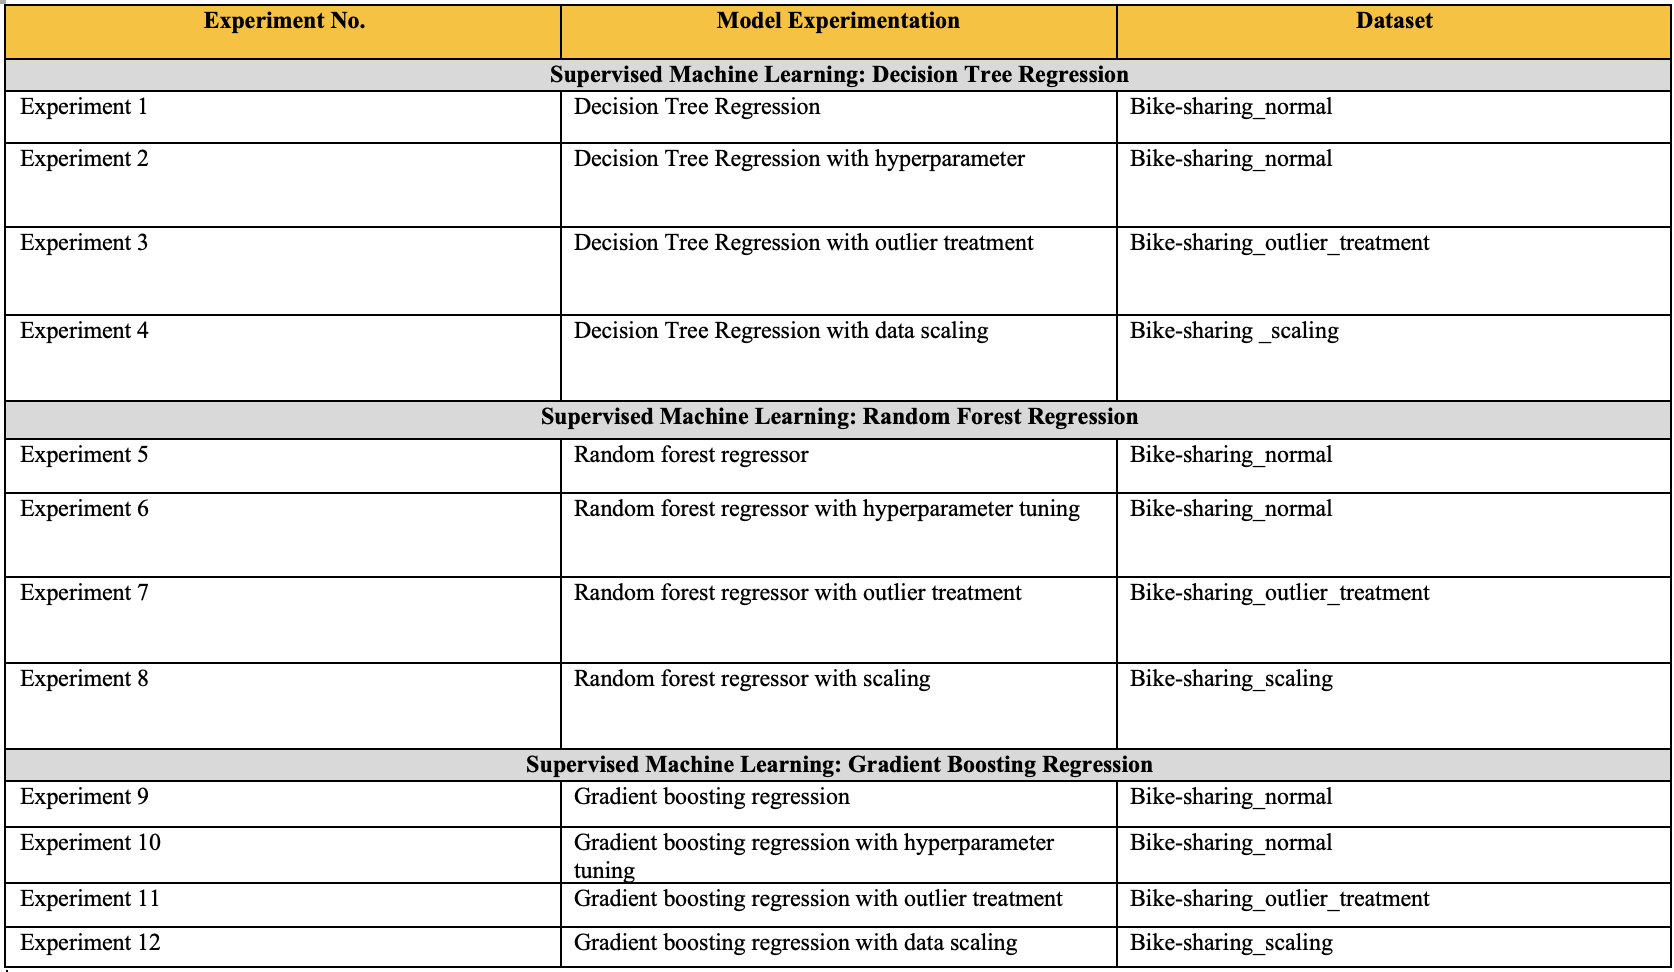 Experiment No. Model Experimentation Dataset
Supervised Machine Learning: Decision Tree Regression
Experiment 1 Decision Tree Regression Bike-sharing_normal
Experiment 2 Decision Tree Regression with hyperparameter Bike-sharing_normal
Experiment 3 Decision Tree Regression with outlier treatment Bike-sharing_outlier_treatment
Experiment 4 Decision Tree Regression with data scaling Bike-sharing _scaling
Supervised Machine Learning: Random Forest Regression
Experiment 5 Random forest regressor Bike-sharing_normal
Experiment 6 Random forest regressor with hyperparameter tuning Bike-sharing_normal
Experiment 7 Random forest regressor with outlier treatment Bike-sharing_outlier_treatment
Experiment 8 Random forest regressor with scaling Bike-sharing_scaling
Supervised Machine Learning: Gradient Boosting Regression
Experiment 9 Gradient boosting regression Bike-sharing_normal
Experiment 10 Gradient boosting regression with hyperparameter Bike-sharing_normal
tuning
Experiment 11 Gradient boosting regression with outlier treatment Bike-sharing_outlier_treatment
Experiment 12 Gradient boosting regression with data scaling Bike-sharing_scaling